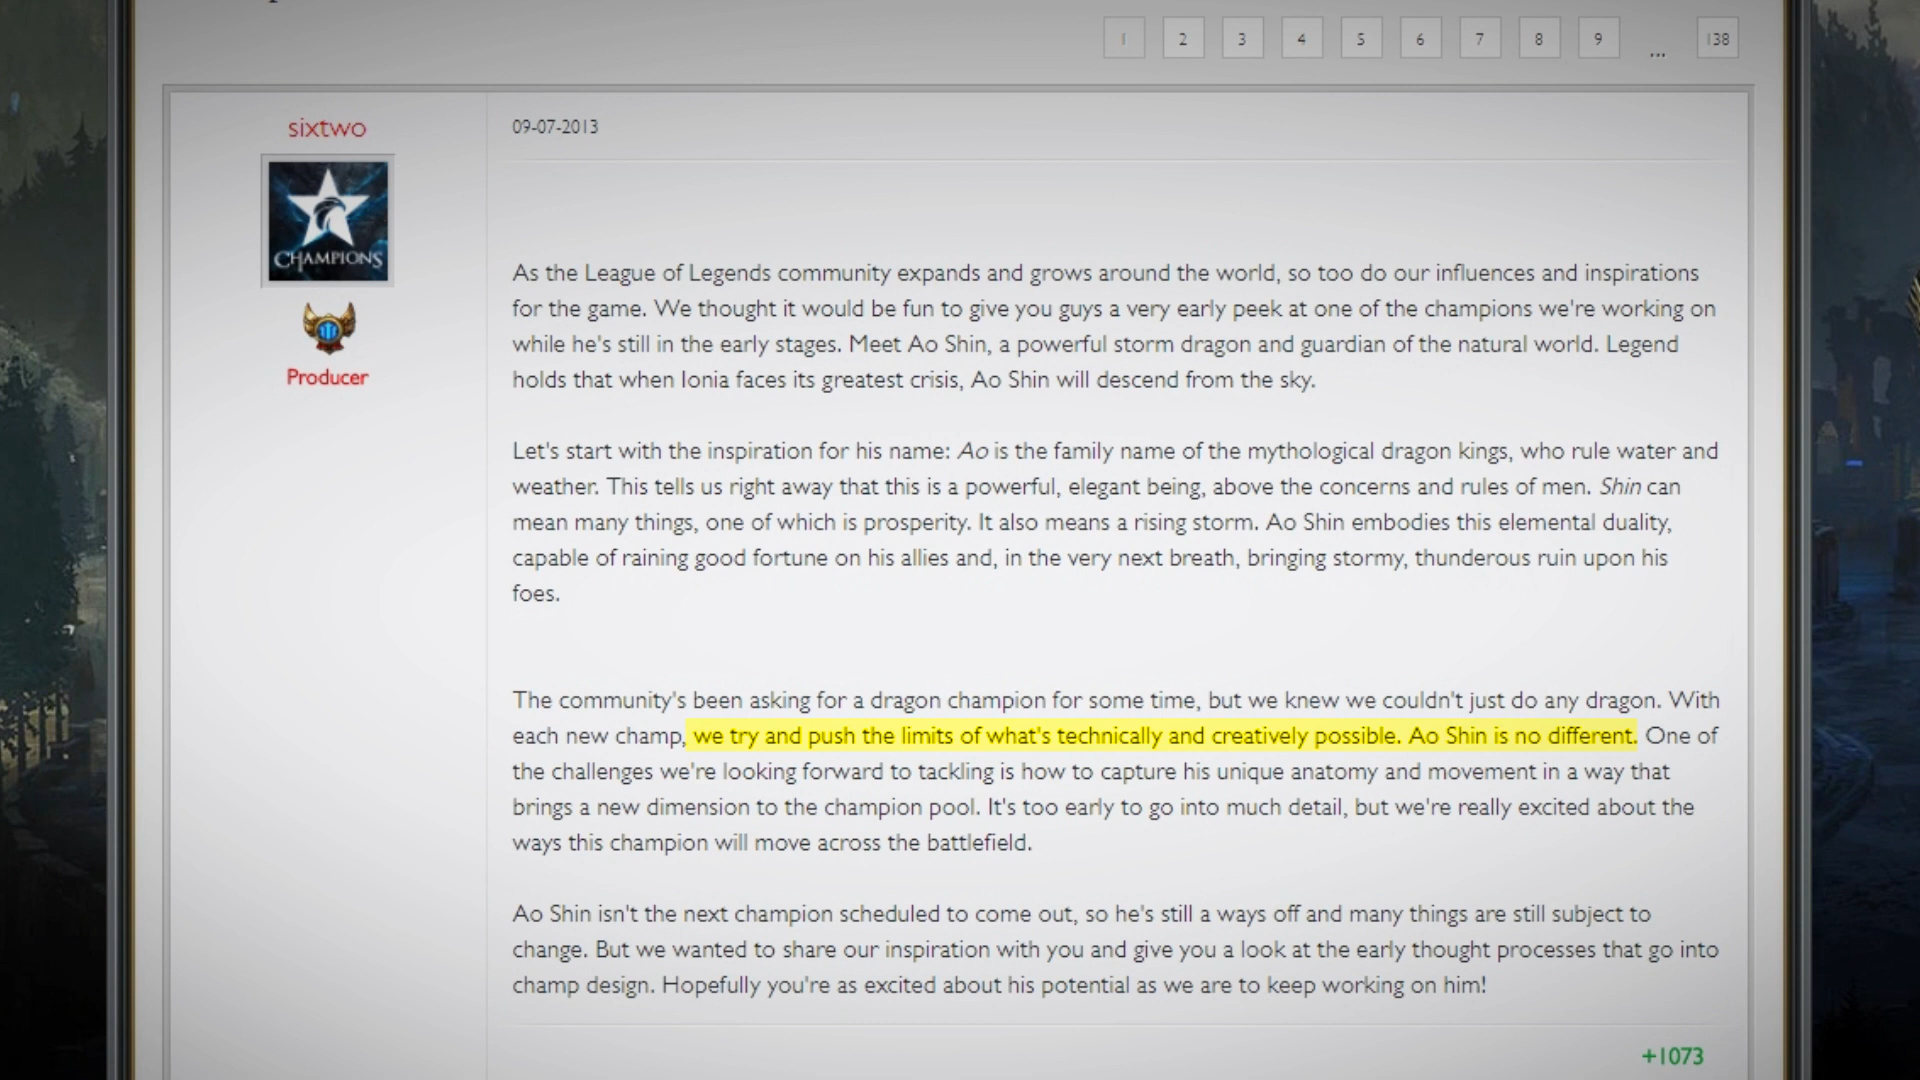 1 2 3 4 5 6 7 8 9 ... 138
sixtwo
CHAMPIONS
Producer
09-07-2013
As the League of Legends community expands and grows around the world, so too do our influences and inspirations
for the game. We thought it would be fun to give you guys a very early peek at one of the champions we're working on
while he's still in the early stages. Meet Ao Shin, a powerful storm dragon and guardian of the natural world. Legend
holds that when Ionia faces its greatest crisis, Ao Shin will descend from the sky.
Let's start with the inspiration for his name: Ao is the family name of the mythological dragon kings, who rule water and
weather. This tells us right away that this is a powerful, elegant being, above the concerns and rules of men. Shin can
mean many things, one of which is prosperity. It also means a rising storm. Ao Shin embodies this elemental duality,
capable of raining good fortune on his allies and, in the very next breath, bringing stormy, thunderous ruin upon his
foes.
The community's been asking for a dragon champion for some time, but we knew we couldn't just do any dragon. With
each new champ, we try and push the limits of what's technically and creatively possible. Ao Shin is no different. One of
the challenges we're looking forward to tackling is how to capture his unique anatomy and movement in a way that
brings a new dimension to the champion pool. It's too early to go into much detail, but we're really excited about the
ways this champion will move across the battlefield.
Ao Shin isn't the next champion scheduled to come out, so he's still a ways off and many things are still subject to
change. But we wanted to share our inspiration with you and give you a look at the early thought processes that go into
champ design. Hopefully you're as excited about his potential as we are to keep working on him!
+1073